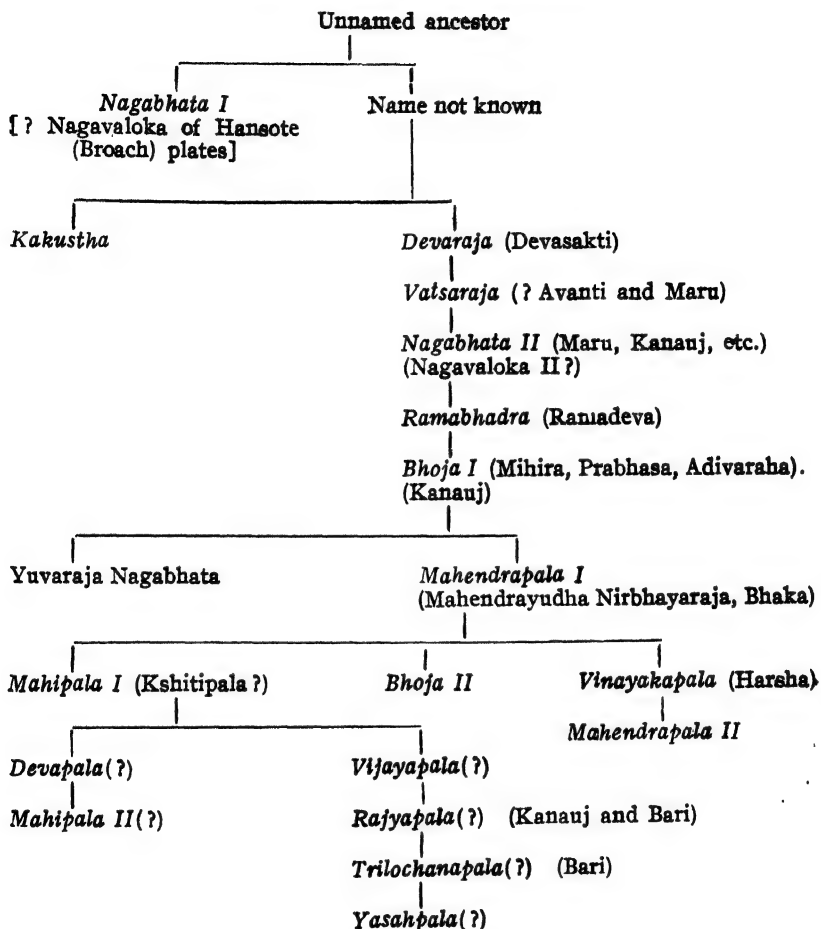 Unnamed ancestor
Nagabhata I
[? Nagavaloka of Hansote
(Broach) plates]
Name not known
Kakustha
Devaraja (Devasakti)
Vatsaraja (? Avanti and Maru)
Nagabhata II (Maru, Kanauj, etc.)
(Nagavaloka II?)
Ramabhadra (Ramadeva)
Bhoja I (Mihira, Prabhasa, Adivaraha).
(Kanauj)
Yuvaraja Nagabhata
Mahendrapala I
(Mahendrayudha Nirbhayaraja, Bhaka)
Mahipala I (Kshitipala ?)
Bhoja II
Vinayakapala (Harsha)
Mahendrapala II
Devapala(?)
Vijayapala(?)
Mahipala II(?)
Rajyapala(?) (Kanauj and Bari)
Trilochanapala(?) (Bari)
Yasahpala(?)